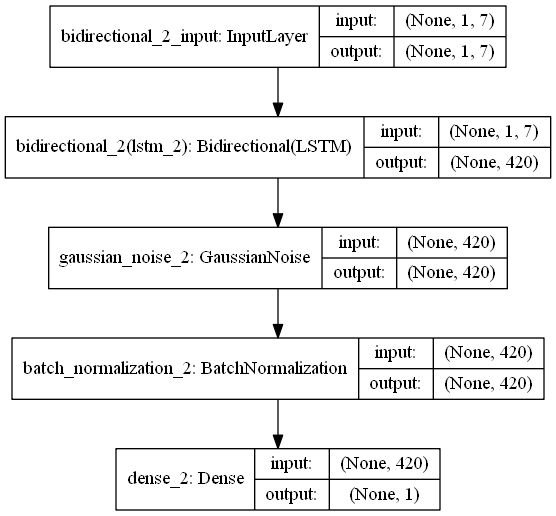 bidirectional_2_input: InputLayer
input: (None, 1, 7)
output: (None, 1, 7)
bidirectional_2(lstm_2): Bidirectional(LSTM)
input: (None, 1, 7)
output: (None, 420)
gaussian_noise_2: GaussianNoise
input: (None, 420)
output: (None, 420)
batch_normalization_2: BatchNormalization
input: (None, 420)
output: (None, 420)
dense_2: Dense
input: (None, 420)
output: (None, 1)